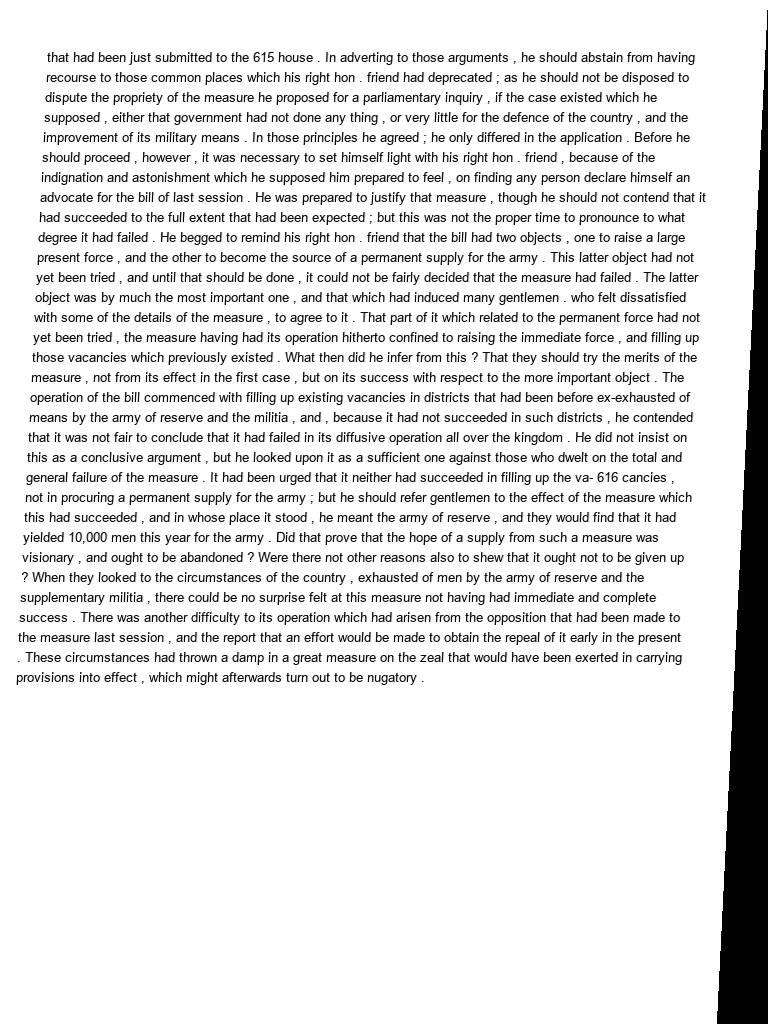 that had been just submitted to the 615 house . In adverting to those arguments , he should abstain from having
recourse to those common places which his right hon . friend had deprecated ; as he should not be disposed to
dispute the propriety of the measure he proposed for a parliamentary inquiry , if the case existed which he
supposed , either that government had not done any thing , or very little for the defence of the country , and the
improvement of its military means . In those principles he agreed ; he only differed in the application . Before he
should proceed , however , it was necessary to set himself light with his right hon . friend , because of the
indignation and astonishment which he supposed him prepared to feel , on finding any person declare himself an
advocate for the bill of last session . He was prepared to justify that measure , though he should not contend that it
had succeeded to the full extent that had been expected ; but this was not the proper time to pronounce to what
degree it had failed . He begged to remind his right hon . friend that the bill had two objects , one to raise a large
present force , and the other to become the source of a permanent supply for the army . This latter object had not
yet been tried , and until that should be done , it could not be fairly decided that the measure had failed . The latter
object was by much the most important one , and that which had induced many gentlemen . who felt dissatisfied
with some of the details of the measure , to agree to it . That part of it which related to the permanent force had not
yet been tried , the measure having had its operation hitherto confined to raising the immediate force , and filling up
those vacancies which previously existed . What then did he infer from this ? That they should try the merits of the
measure , not from its effect in the first case , but on its success with respect to the more important object . The
operation of the bill commenced with filling up existing vacancies in districts that had been before ex-exhausted of
means by the army of reserve and the militia , and , because it had not succeeded in such districts , he contended
that it was not fair to conclude that it had failed in its diffusive operation all over the kingdom . He did not insist on
this as a conclusive argument , but he looked upon it as a sufficient one against those who dwelt on the total and
general failure of the measure . It had been urged that it neither had succeeded in filling up the va- 616 cancies ,
not in procuring a permanent supply for the army ; but he should refer gentlemen to the effect of the measure which
this had succeeded , and in whose place it stood , he meant the army of reserve , and they would find that it had
yielded 10,000 men this year for the army . Did that prove that the hope of a supply from such a measure was
visionary , and ought to be abandoned ? Were there not other reasons also to shew that it ought not to be given up
? When they looked to the circumstances of the country , exhausted of men by the army of reserve and the
supplementary militia , there could be no surprise felt at this measure not having had immediate and complete
success . There was another difficulty to its operation which had arisen from the opposition that had been made to
the measure last session , and the report that an effort would be made to obtain the repeal of it early in the present
. These circumstances had thrown a damp in a great measure on the zeal that would have been exerted in carrying
provisions into effect , which might afterwards turn out to be nugatory .